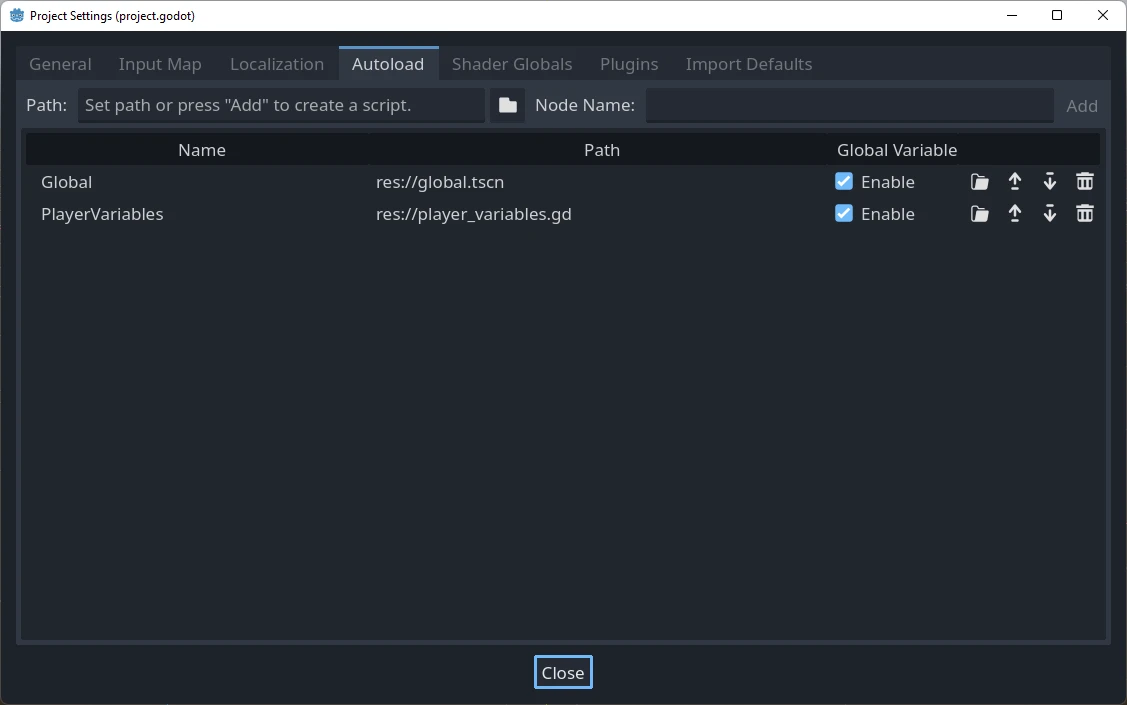 Project Settings (project.godot)
General Input Map Localization Autoload Shader Globals Plugins Import Defaults
Path: Set path or press "Add" to create a script. Node Name: Add
Name Path Global Variable
Global res://global.tscn Enable
PlayerVariables res://player_variables.gd Enable
Close